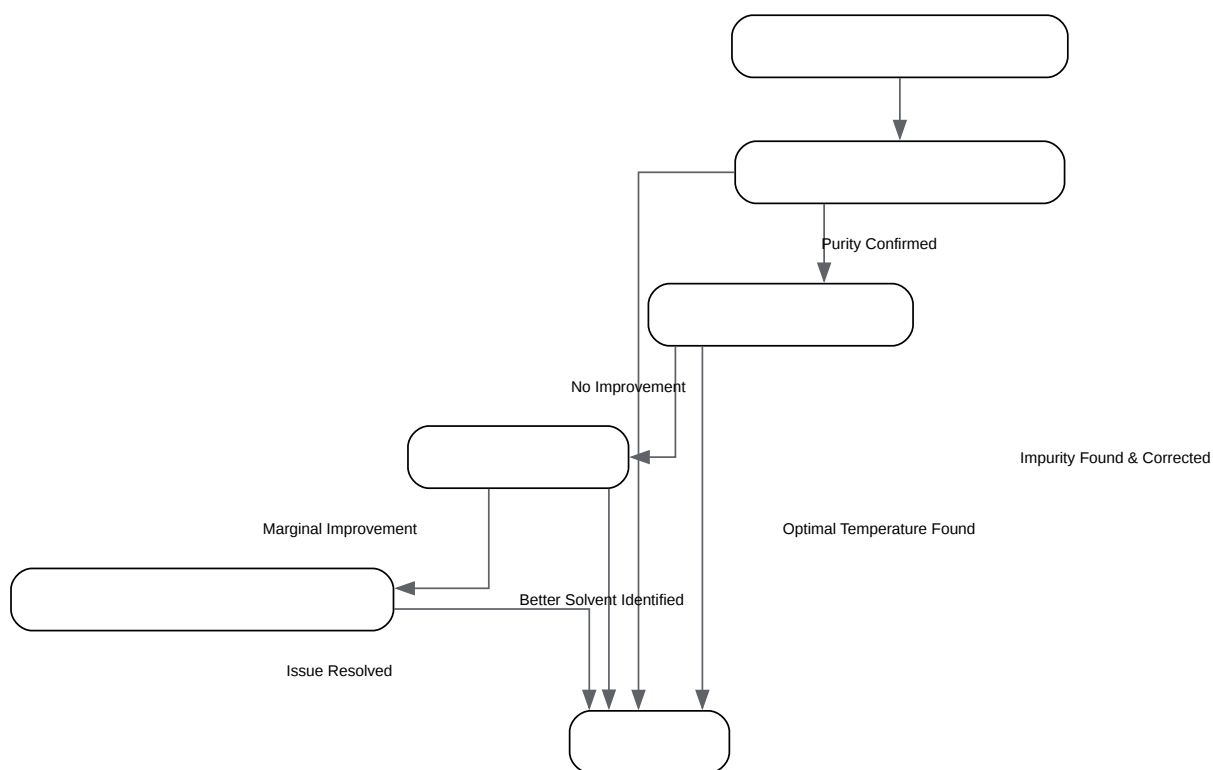 Purity Confirmed
No Improvement
Impurity Found & Corrected
Marginal Improvement
Optimal Temperature Found
Better Solvent Identified
Issue Resolved